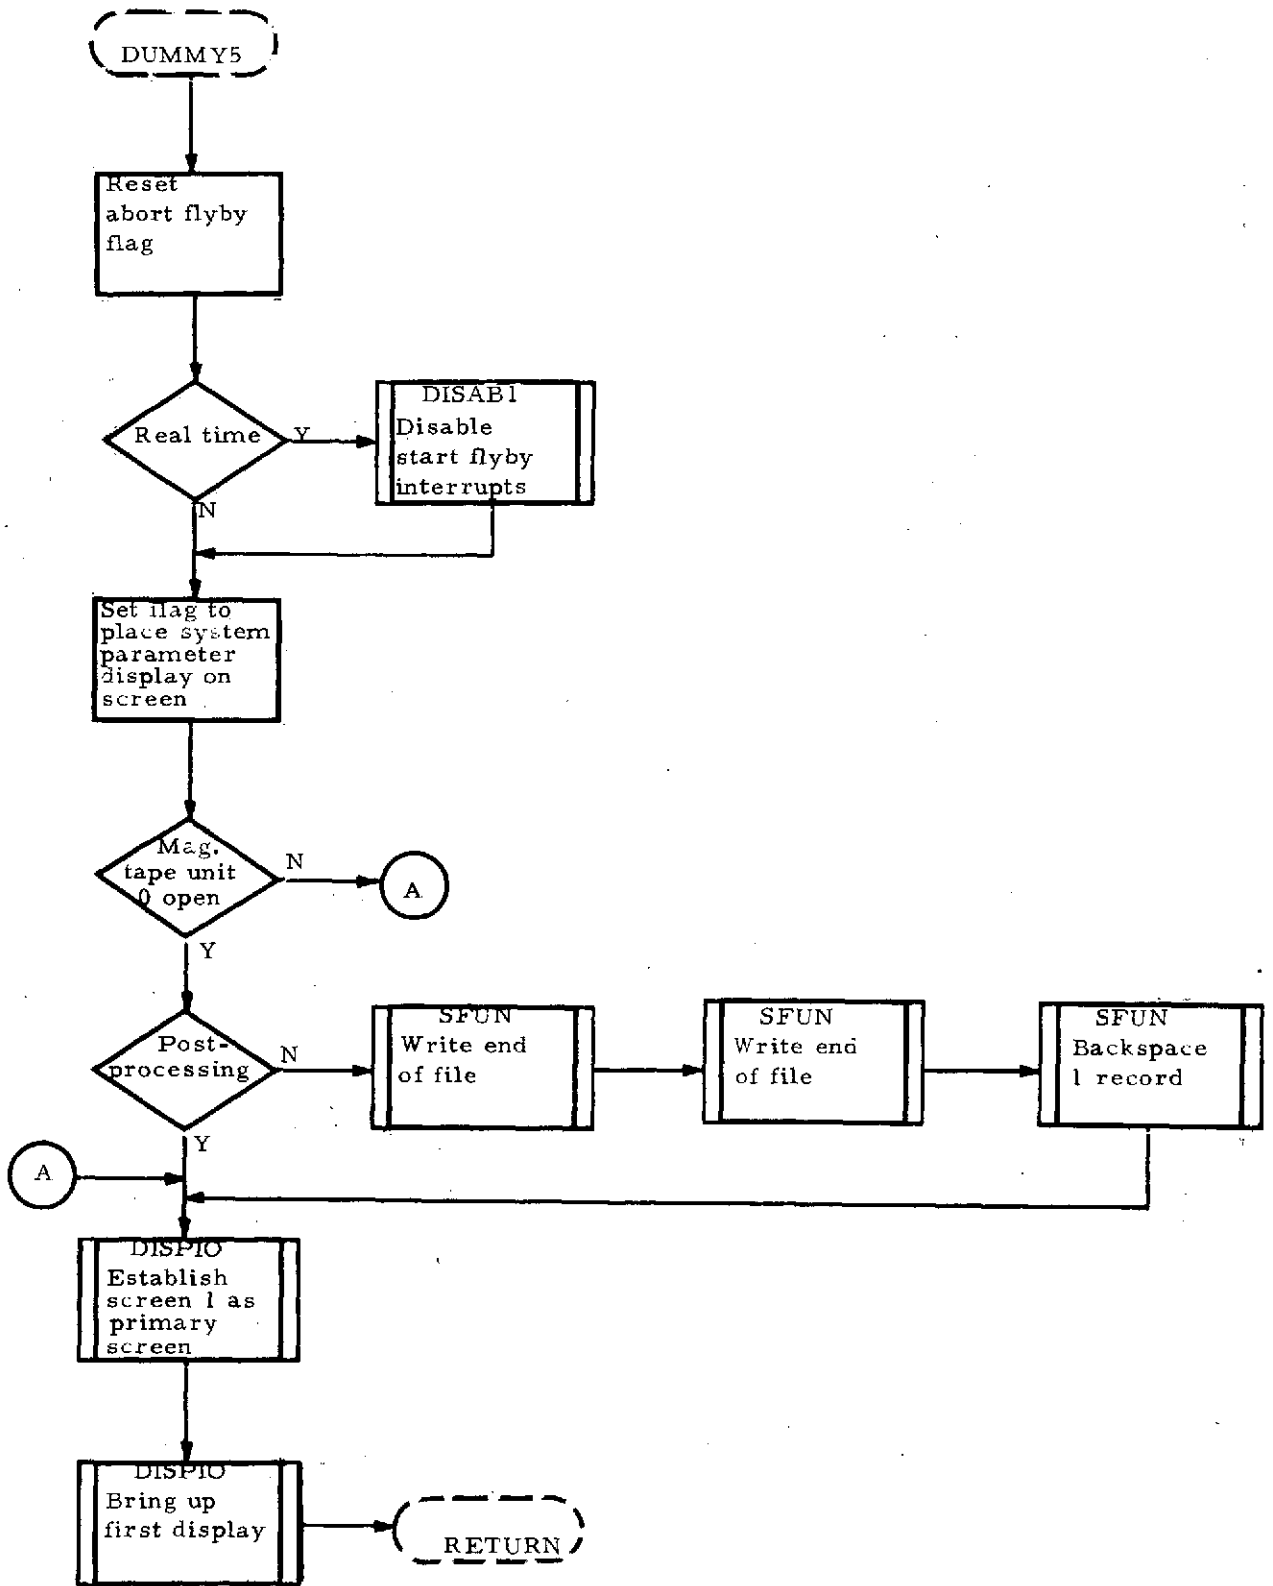 DUMMY5
Reset
abort flyby
flag
Real time
Y
DISAB1
Disable
start flyby
interrupts
N
Set flag to
place system
parameter
display on
screen
Mag.
tape unit
0 open
N
A
Y
Post-
processing
N
SFUN
Write end
of file
SFUN
Write end
of file
SFUN
Backspace
1 record
Y
A
DISPIO
Establish
screen 1 as
primary
screen
DISPIO
Bring up
first display
RETURN